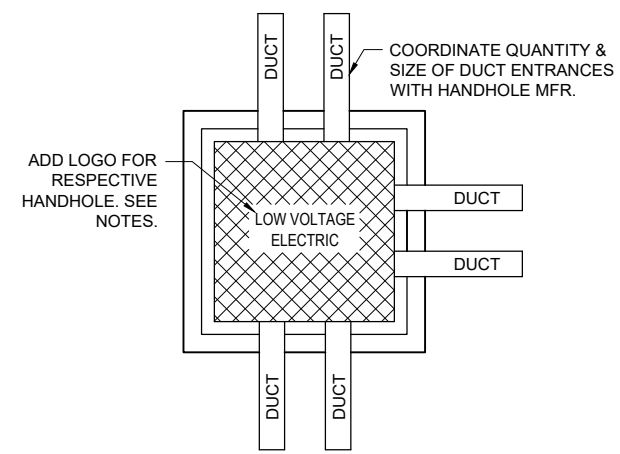 DUCT
DUCT
COORDINATE QUANTITY &
SIZE OF DUCT ENTRANCES
WITH HANDHOLE MFR.
ADD LOGO FOR
RESPECTIVE
HANDHOLE. SEE
NOTES.
LOW VOLTAGE
ELECTRIC
DUCT
DUCT
DUCT
DUCT